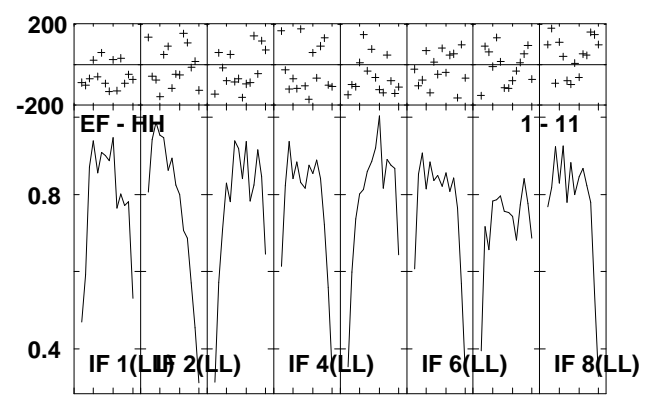 200
-200
EF - HH 1 - 11
0.8
0.4
IF 1(LL) IF 2(LL) IF 4(LL) IF 6(LL) IF 8(LL)